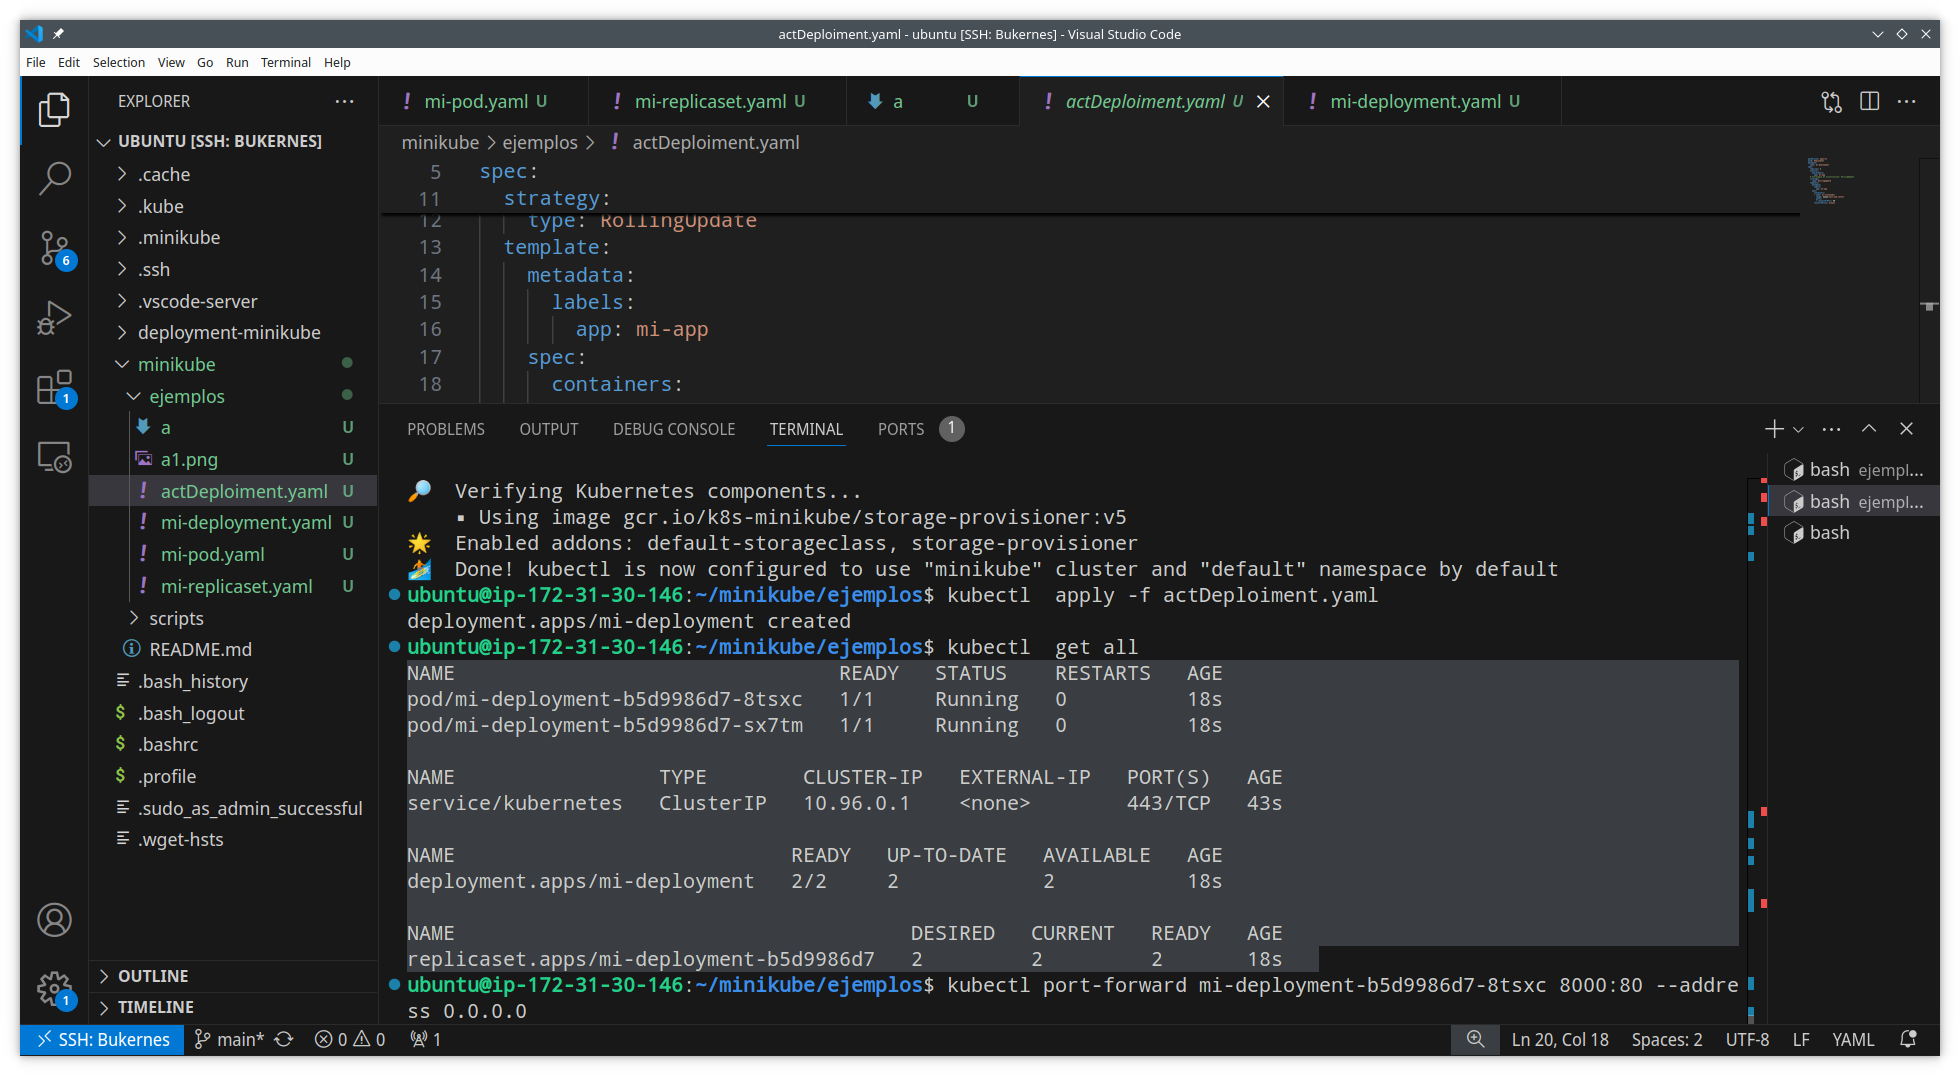 actDeploiment.yaml - ubuntu [SSH: Bukernes] - Visual Studio Code
File Edit Selection View Go Run Terminal Help
EXPLORER
UBUNTU [SSH: BUKERNES]
.cache
.kube
.minikube
.ssh
.vscode-server
deployment-minikube
minikube
ejemplos
a U
a1.png U
actDeploiment.yaml U
mi-deployment.yaml U
mi-pod.yaml U
mi-replicaset.yaml U
scripts
README.md
.bash_history
.bash_logout
.bashrc
.profile
.sudo_as_admin_successful
.wget-hsts
OUTLINE
TIMELINE
6
1
1
mi-pod.yaml U
mi-replicaset.yaml U
a U
actDeploiment.yaml U
mi-deployment.yaml U
minikube > ejemplos > ! actDeploiment.yaml
5 spec:
11 strategy:
12 type: RollingUpdate
13 template:
14 metadata:
15 labels:
16 app: mi-app
17 spec:
18 containers:
PROBLEMS OUTPUT DEBUG CONSOLE TERMINAL PORTS 1
Verifying Kubernetes components...
▪ Using image gcr.io/k8s-minikube/storage-provisioner:v5
Enabled addons: default-storageclass, storage-provisioner
Done! kubectl is now configured to use "minikube" cluster and "default" namespace by default
ubuntu@ip-172-31-30-146:~/minikube/ejemplos$ kubectl  apply -f actDeploiment.yaml
deployment.apps/mi-deployment created
ubuntu@ip-172-31-30-146:~/minikube/ejemplos$ kubectl  get all
NAME READY STATUS RESTARTS AGE
pod/mi-deployment-b5d9986d7-8tsxc 1/1 Running 0 18s
pod/mi-deployment-b5d9986d7-sx7tm 1/1 Running 0 18s
NAME TYPE CLUSTER-IP EXTERNAL-IP PORT(S) AGE
service/kubernetes ClusterIP 10.96.0.1 <none> 443/TCP 43s
NAME READY UP-TO-DATE AVAILABLE AGE
deployment.apps/mi-deployment 2/2 2 2 18s
NAME DESIRED CURRENT READY AGE
replicaset.apps/mi-deployment-b5d9986d7 2 2 2 18s
ubuntu@ip-172-31-30-146:~/minikube/ejemplos$ kubectl port-forward mi-deployment-b5d9986d7-8tsxc 8000:80 --addre
ss 0.0.0.0
bash ejempl...
bash ejempl...
bash
SSH: Bukernes main* 0 0 1 Ln 20, Col 18 Spaces: 2 UTF-8 LF YAML